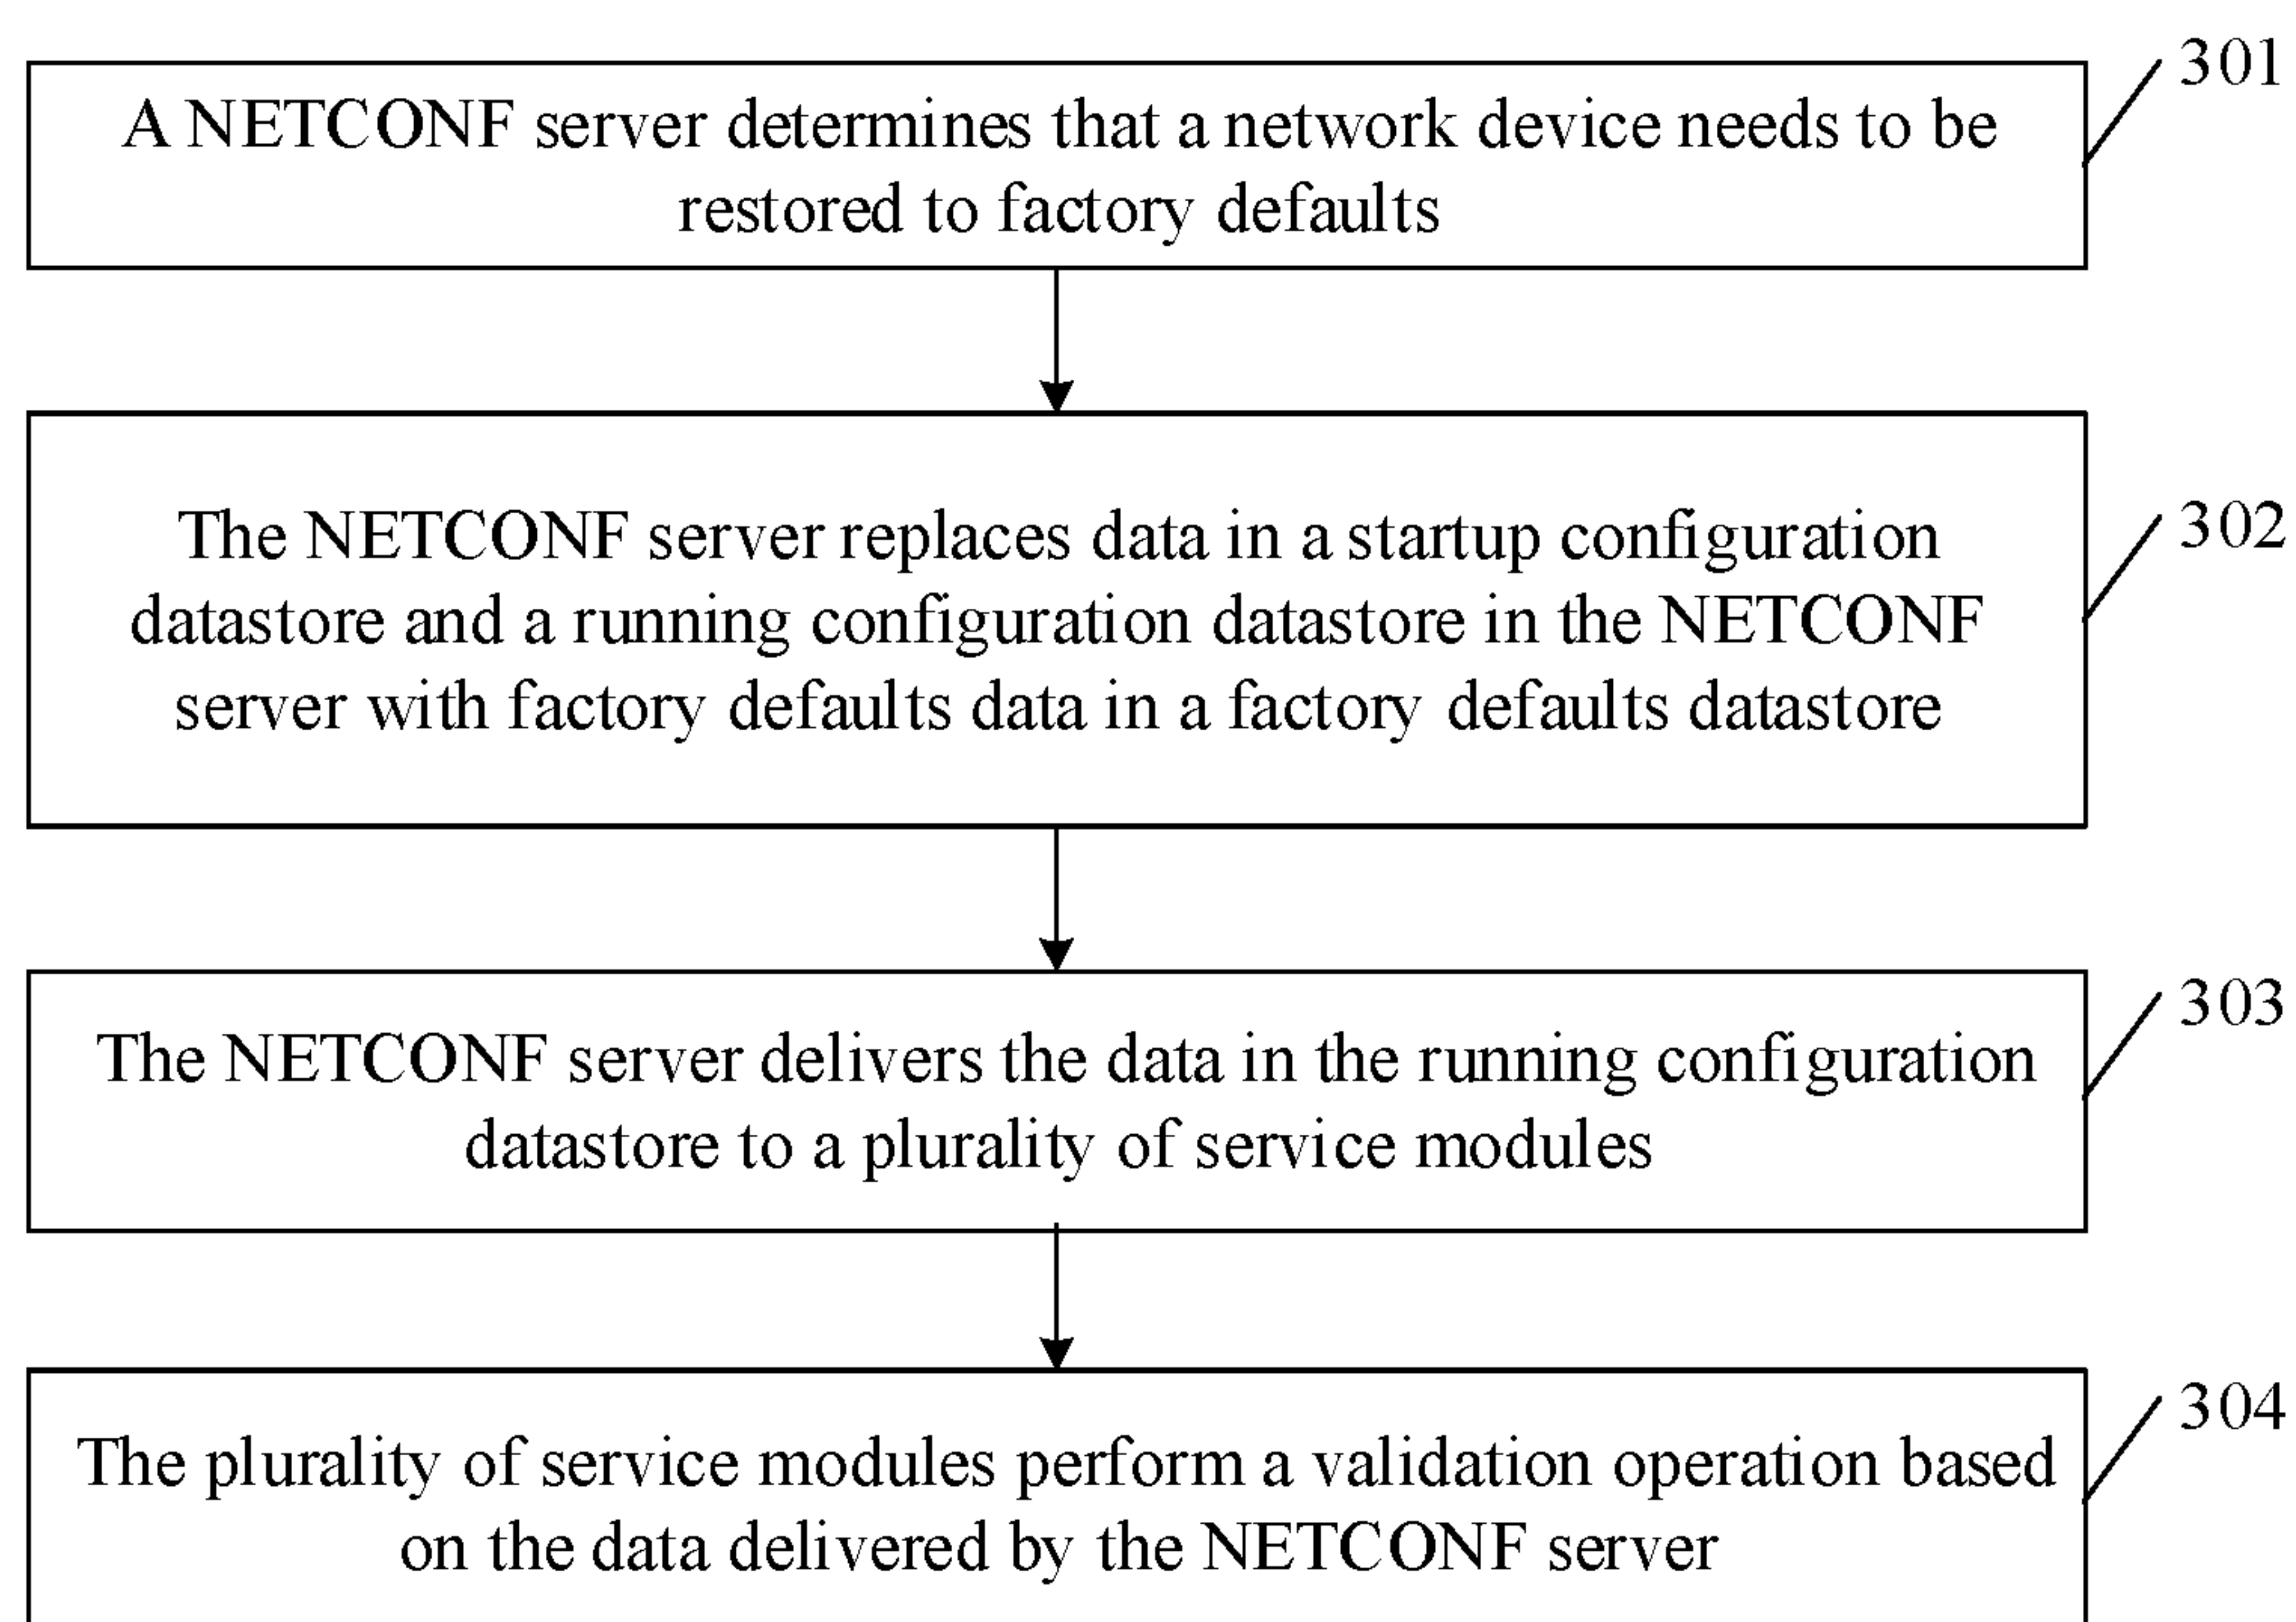 301
A NETCONF server determines that a network device needs to be
restored to factory defaults
302
The NETCONF server replaces data in a startup configuration
datastore and a running configuration datastore in the NETCONF
server with factory defaults data in a factory defaults datastore
303
The NETCONF server delivers the data in the running configuration
datastore to a plurality of service modules
304
The plurality of service modules perform a validation operation based
on the data delivered by the NETCONF server